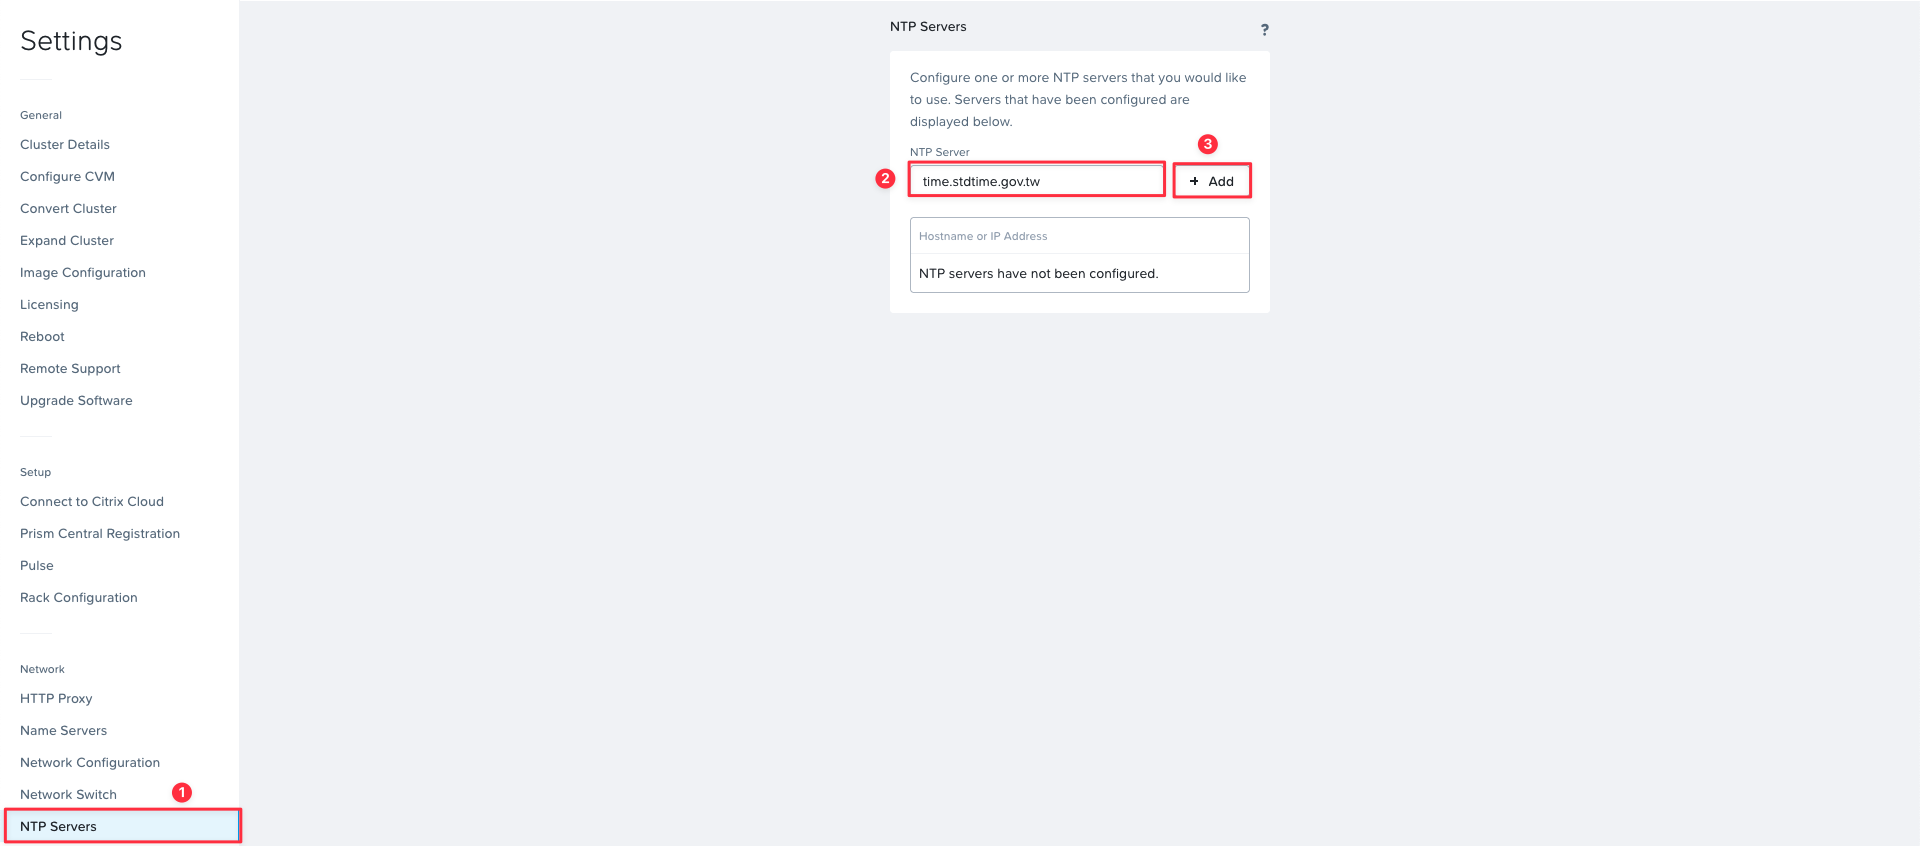 Settings
General
Cluster Details
Configure CVM
Convert Cluster
Expand Cluster
Image Configuration
Licensing
Reboot
Remote Support
Upgrade Software
Setup
Connect to Citrix Cloud
Prism Central Registration
Pulse
Rack Configuration
Network
HTTP Proxy
Name Servers
Network Configuration
Network Switch
1
NTP Servers
NTP Servers
?
Configure one or more NTP servers that you would like
to use. Servers that have been configured are
displayed below.
3
NTP Server
2
time.stdtime.gov.tw
+ Add
Hostname or IP Address
NTP servers have not been configured.